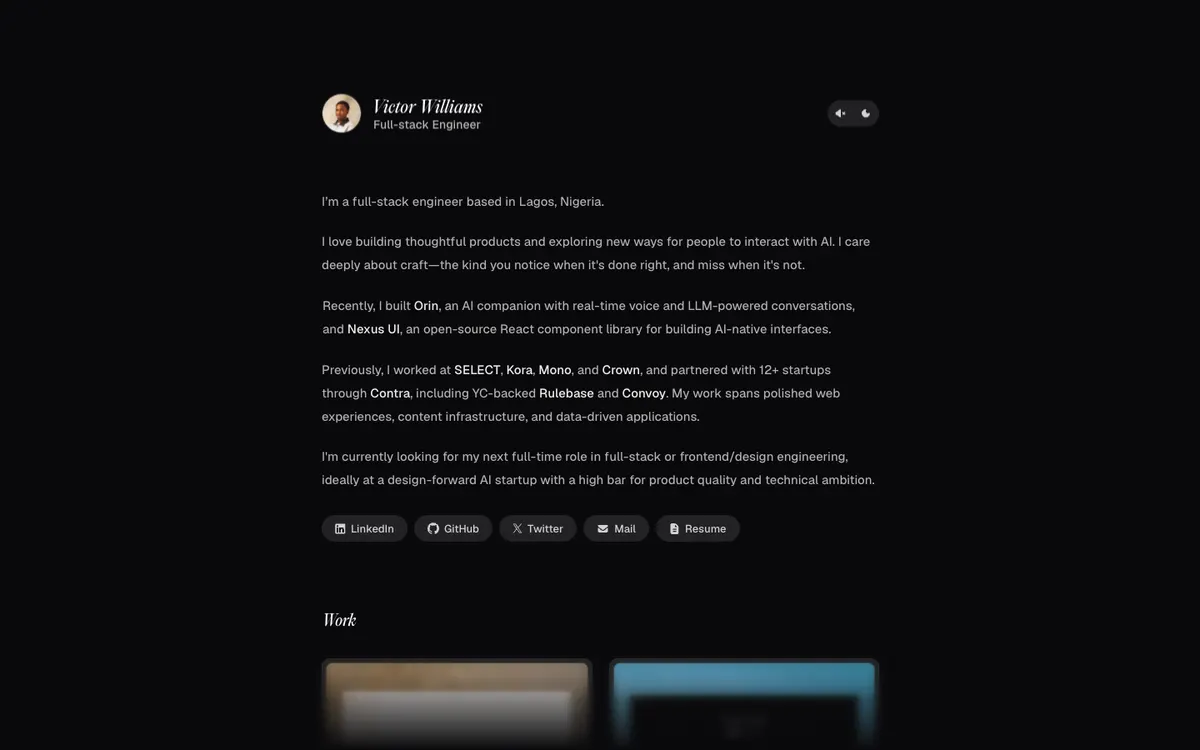 Victor Williams
Full-stack Engineer
I'm a full-stack engineer based in Lagos, Nigeria.
I love building thoughtful products and exploring new ways for people to interact with AI. I care
deeply about craft—the kind you notice when it's done right, and miss when it's not.
Recently, I built Orin, an AI companion with real-time voice and LLM-powered conversations,
and Nexus UI, an open-source React component library for building AI-native interfaces.
Previously, I worked at SELECT, Kora, Mono, and Crown, and partnered with 12+ startups
through Contra, including YC-backed Rulebase and Convoy. My work spans polished web
experiences, content infrastructure, and data-driven applications.
I'm currently looking for my next full-time role in full-stack or frontend/design engineering,
ideally at a design-forward AI startup with a high bar for product quality and technical ambition.
LinkedIn GitHub Twitter Mail Resume
Work